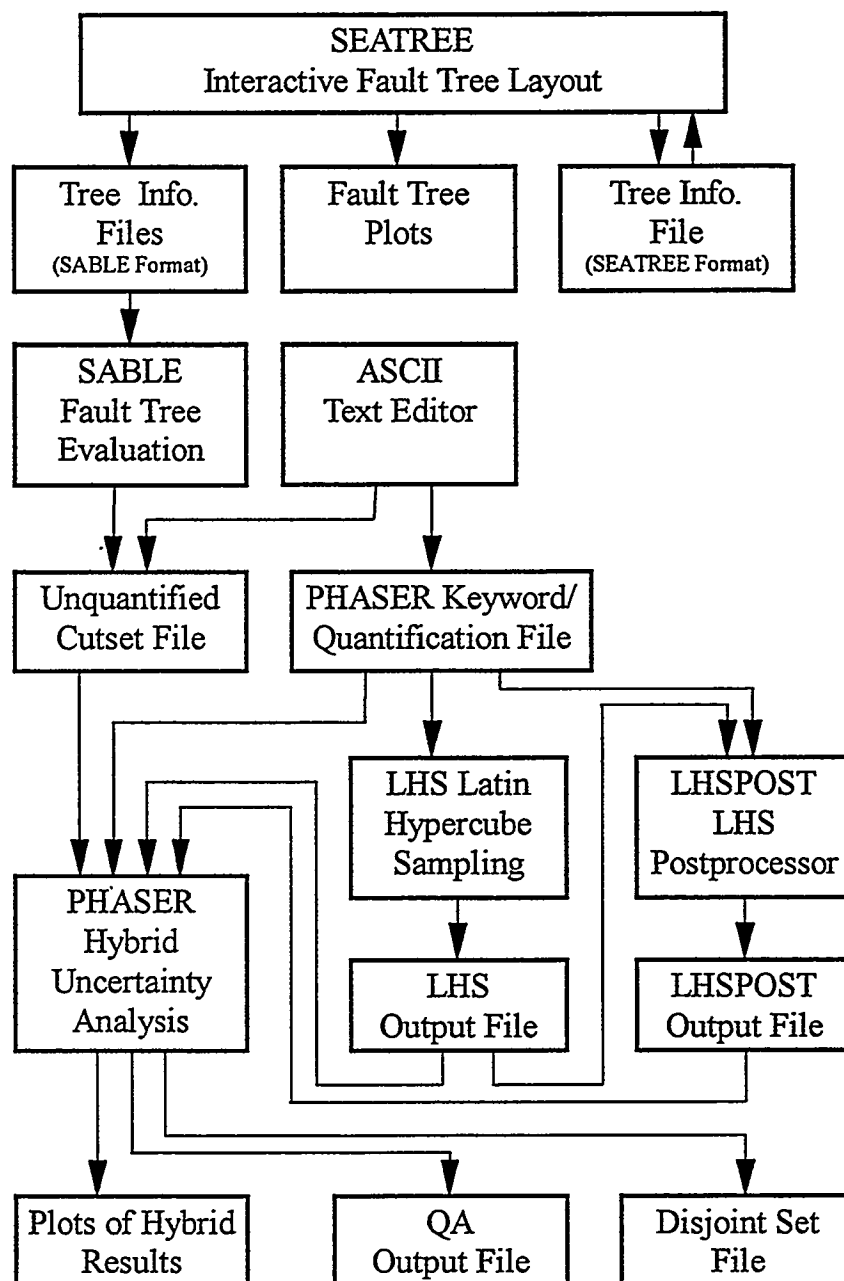 SEATREE
Interactive Fault Tree Layout
Tree Info.
Files
(SABLE Format)
Fault Tree
Plots
Tree Info.
File
(SEATREE Format)
SABLE
Fault Tree
Evaluation
ASCII
Text Editor
Unquantified
Cutset File
PHASER Keyword/
Quantification File
LHS Latin
Hypercube
Sampling
LHSPOST
LHS
Postprocessor
PHASER
Hybrid
Uncertainty
Analysis
LHS
Output File
LHSPOST
Output File
Plots of Hybrid
Results
QA
Output File
Disjoint Set
File